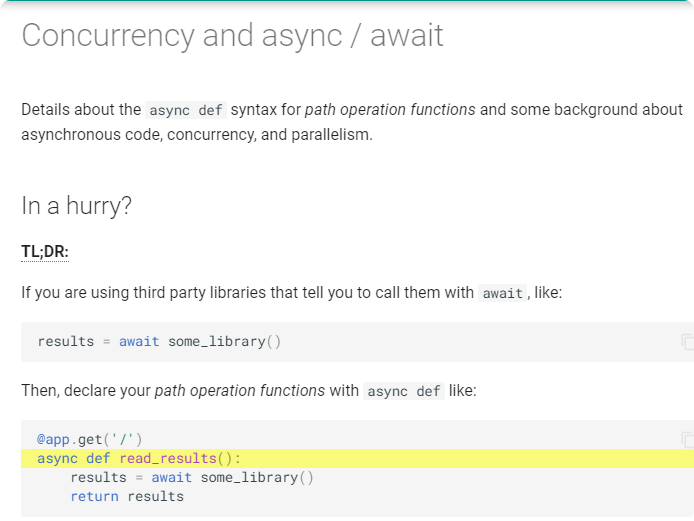 Concurrency and async / await
Details about the async def syntax for path operation functions and some background about
asynchronous code, concurrency, and parallelism.
In a hurry?
TL;DR:
If you are using third party libraries that tell you to call them with await, like:
results = await some_library()
Then, declare your path operation functions with async def like:
@app.get('/')
async def read_results():
    results = await some_library()
    return results